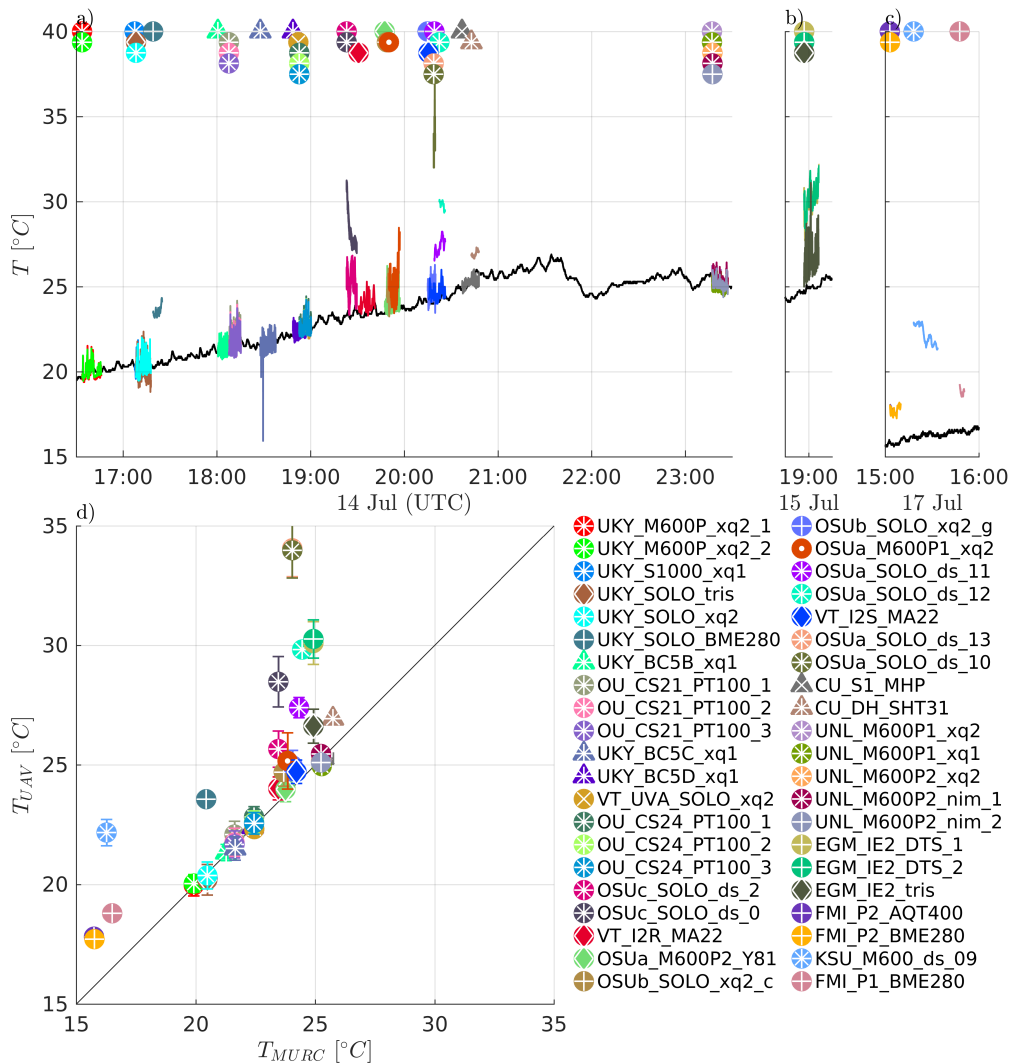 a)
b)
c)
40
35
30
25
20
15
T [°C]
17:00
18:00
19:00
20:00
21:00
22:00
23:00
14 Jul (UTC)
19:00
15 Jul
15:00
16:00
17 Jul
d)
35
30
25
20
15
T_UAV [°C]
15
20
25
30
35
T_MURC [°C]
UKY_M600P_xq2_1
UKY_M600P_xq2_2
UKY_S1000_xq1
UKY_SOLO_tris
UKY_SOLO_xq2
UKY_SOLO_BME280
UKY_BC5B_xq1
OU_CS21_PT100_1
OU_CS21_PT100_2
OU_CS21_PT100_3
UKY_BC5C_xq1
UKY_BC5D_xq1
VT_UVA_SOLO_xq2
OU_CS24_PT100_1
OU_CS24_PT100_2
OU_CS24_PT100_3
OSUc_SOLO_ds_2
OSUc_SOLO_ds_0
VT_I2R_MA22
OSUa_M600P2_Y81
OSUb_SOLO_xq2_c
OSUb_SOLO_xq2_g
OSUa_M600P1_xq2
OSUa_SOLO_ds_11
OSUa_SOLO_ds_12
VT_I2S_MA22
OSUa_SOLO_ds_13
OSUa_SOLO_ds_10
CU_S1_MHP
CU_DH_SHT31
UNL_M600P1_xq2
UNL_M600P1_xq1
UNL_M600P2_xq2
UNL_M600P2_nim_1
UNL_M600P2_nim_2
EGM_IE2_DTS_1
EGM_IE2_DTS_2
EGM_IE2_tris
FMI_P2_AQT400
FMI_P2_BME280
KSU_M600_ds_09
FMI_P1_BME280